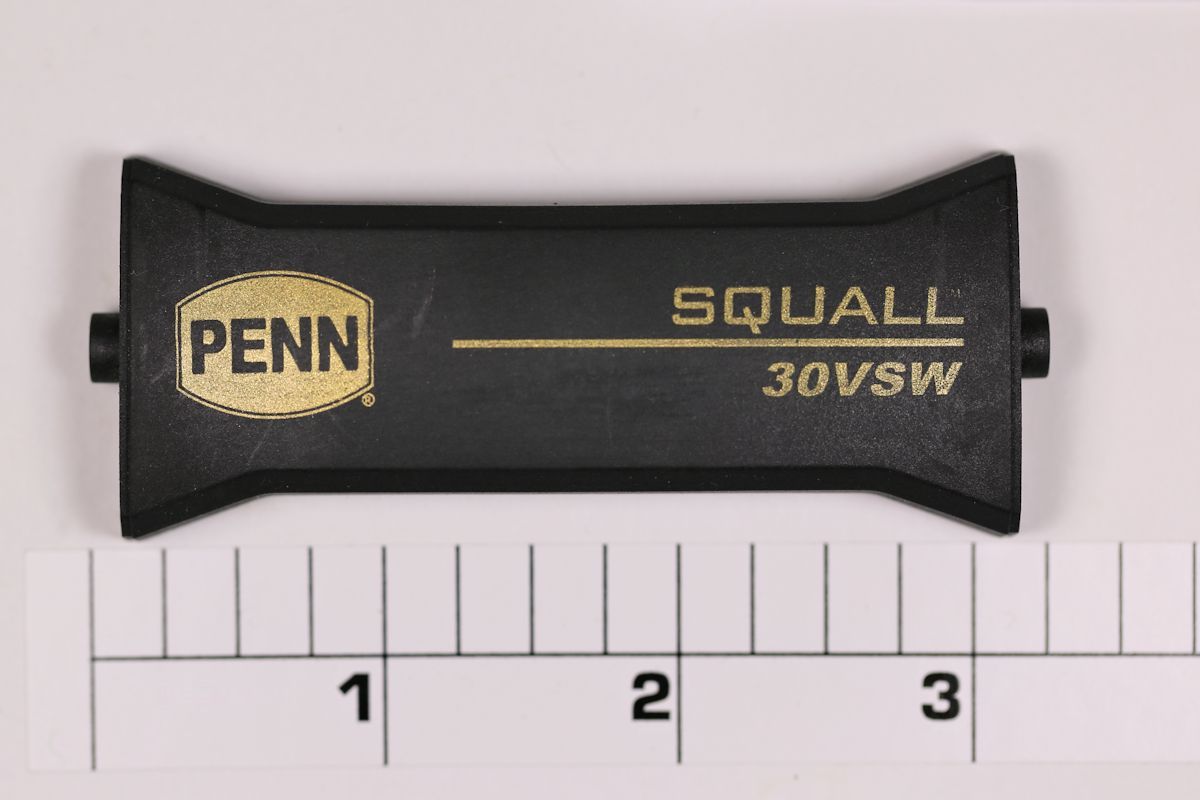 PENN®
SQUALL
30VSW
1 2 3